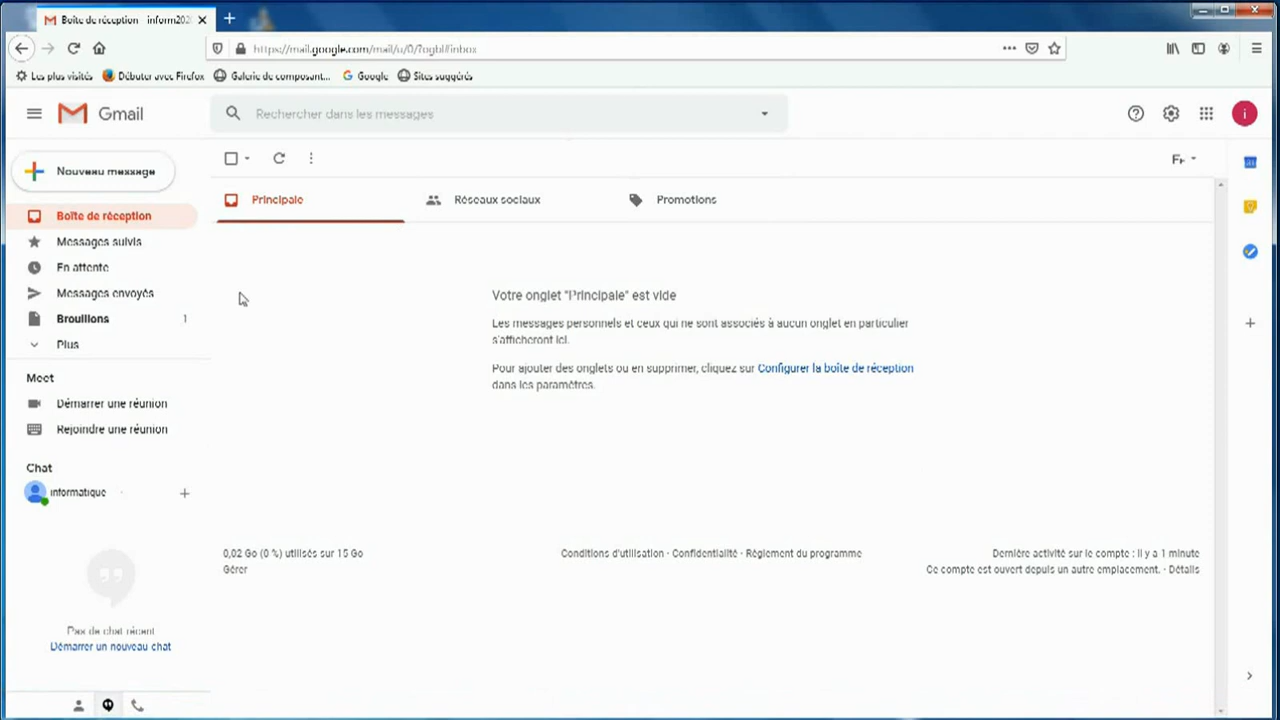 Boîte de réception - inform202
https://mail.google.com/mail/u/0/?ogbl#inbox
Les plus visités
Débuter avec Firefox
Galerie de composant...
Google
Sites suggérés
Gmail
Rechercher dans les messages
i
Nouveau message
Fr
Principale
Réseaux sociaux
Promotions
Boîte de réception
Messages suivis
En attente
Messages envoyés
Brouillons 1
Plus
Votre onglet "Principale" est vide
Les messages personnels et ceux qui ne sont associés à aucun onglet en particulier
s'afficheront ici.
Pour ajouter des onglets ou en supprimer, cliquez sur Configurer la boîte de réception
dans les paramètres.
Meet
Démarrer une réunion
Rejoindre une réunion
Chat
informatique
Pas de chat récent
Démarrer un nouveau chat
0,02 Go (0 %) utilisés sur 15 Go
Gérer
Conditions d'utilisation · Confidentialité · Règlement du programme
Dernière activité sur le compte : il y a 1 minute
Ce compte est ouvert depuis un autre emplacement. · Détails